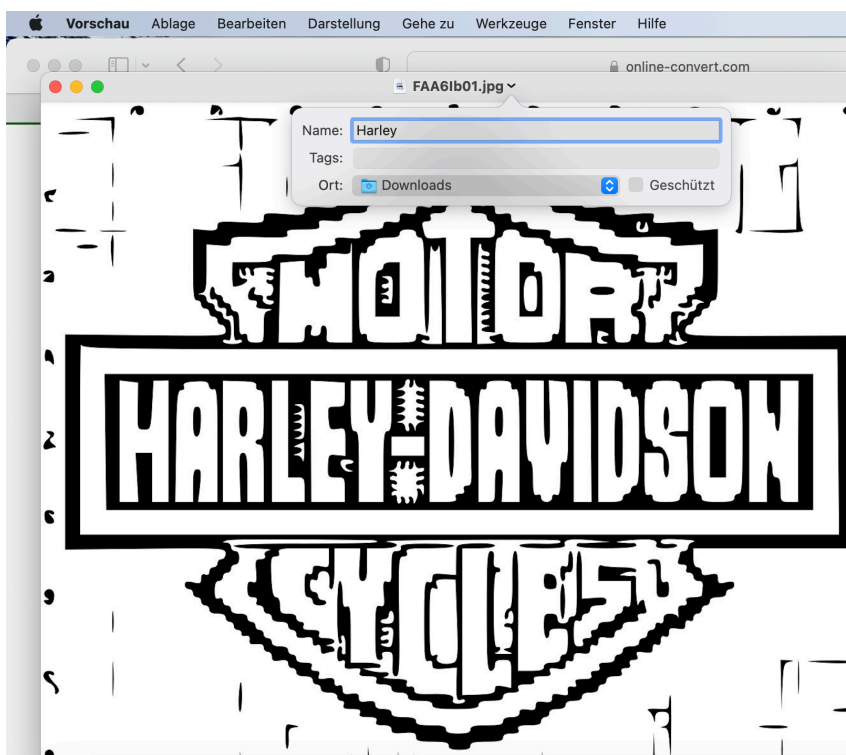 Vorschau Ablage Bearbeiten Darstellung Gehe zu Werkzeuge Fenster Hilfe
online-convert.com
FAA6Ib01.jpg
Name: Harley
Tags:
Ort: Downloads Geschützt
MOTOR
HARLEY-DAVIDSON
CYCLES